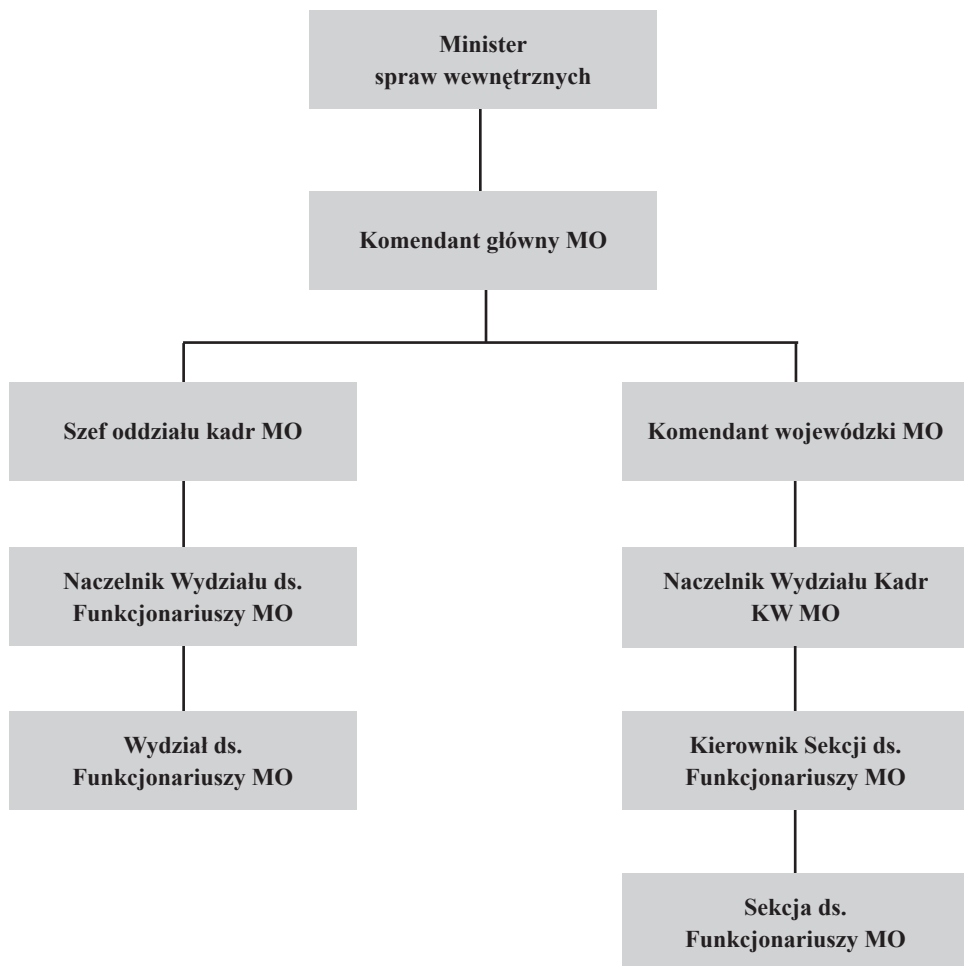 Minister
spraw wewnętrznych
Komendant główny MO
Szef oddziału kadr MO
Komendant wojewódzki MO
Naczelnik Wydziału ds.
Funkcjonariuszy MO
Naczelnik Wydziału Kadr
KW MO
Wydział ds.
Funkcjonariuszy MO
Kierownik Sekcji ds.
Funkcjonariuszy MO
Sekcja ds.
Funkcjonariuszy MO